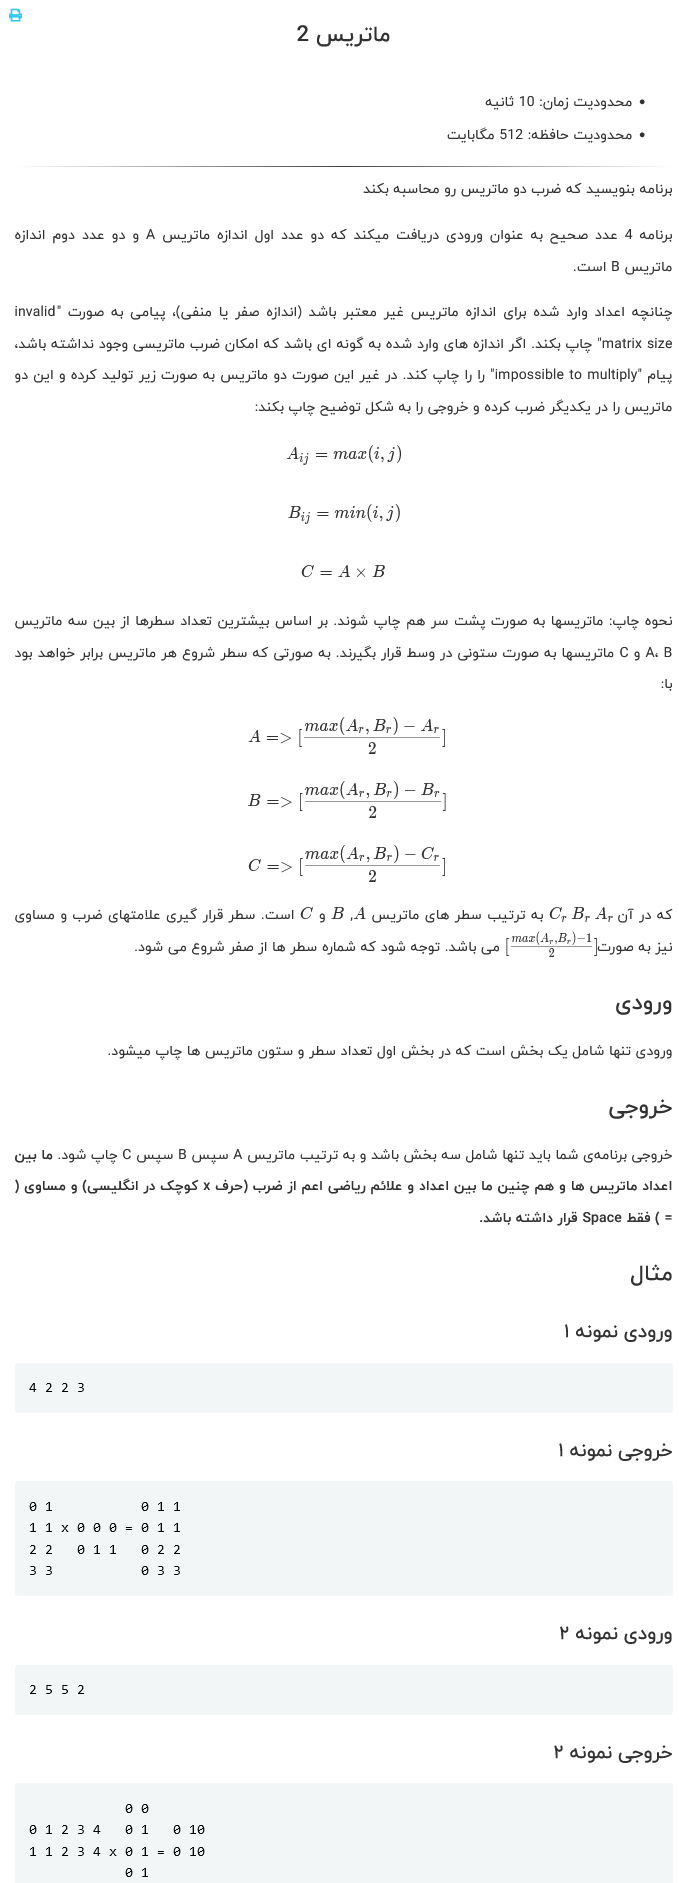 ماتریس 2
محدودیت زمان: 10 ثانیه
محدودیت حافظه: 512 مگابایت
برنامه بنویسید که ضرب دو ماتریس رو محاسبه بکند
برنامه 4 عدد صحیح به عنوان ورودی دریافت میکند که دو عدد اول اندازه ماتریس A و دو عدد دوم اندازه
ماتریس B است.
چنانچه اعداد وارد شده برای اندازه ماتریس غیر معتبر باشد (اندازه صفر یا منفی)، پیامی به صورت "invalid
matrix size" چاپ بکند. اگر اندازه های وارد شده به گونه ای باشد که امکان ضرب ماتریسی وجود نداشته باشد،
پیام "impossible to multiply" را را چاپ کند. در غیر این صورت دو ماتریس به صورت زیر تولید کرده و این دو
ماتریس را در یکدیگر ضرب کرده و خروجی را به شکل توضیح چاپ بکند:
A_{ij} = max(i, j)
B_{ij} = min(i, j)
C = A × B
نحوه چاپ: ماتریسها به صورت پشت سر هم چاپ شوند. بر اساس بیشترین تعداد سطرها از بین سه ماتریس
A، B و C ماتریسها به صورت ستونی در وسط قرار بگیرند. به صورتی که سطر شروع هر ماتریس برابر خواهد بود
با:
A => [\frac{max(A_r, B_r) − A_r}{2}]
B => [\frac{max(A_r, B_r) − B_r}{2}]
C => [\frac{max(A_r, B_r) − C_r}{2}]
که در آن A_r B_r C_r به ترتیب سطر های ماتریس A, B و C است. سطر قرار گیری علامتهای ضرب و مساوی
نیز به صورت[\frac{max(A_r,B_r)−1}{2}] می باشد. توجه شود که شماره سطر ها از صفر شروع می شود.
ورودی
ورودی تنها شامل یک بخش است که در بخش اول تعداد سطر و ستون ماتریس ها چاپ میشود.
خروجی
خروجی برنامه‌ی شما باید تنها شامل سه بخش باشد و به ترتیب ماتریس A سپس B سپس C چاپ شود. ما بین
اعداد ماتریس ها و هم چنین ما بین اعداد و علائم ریاضی اعم از ضرب (حرف x کوچک در انگلیسی) و مساوی (
= ) فقط Space قرار داشته باشد.
مثال
ورودی نمونه ۱
4 2 2 3
خروجی نمونه ۱
0 1           0 1 1
1 1 x 0 0 0 = 0 1 1
2 2   0 1 1   0 2 2
3 3           0 3 3
ورودی نمونه ۲
2 5 5 2
خروجی نمونه ۲
            0 0
0 1 2 3 4   0 1   0 10
1 1 2 3 4 x 0 1 = 0 10
            0 1